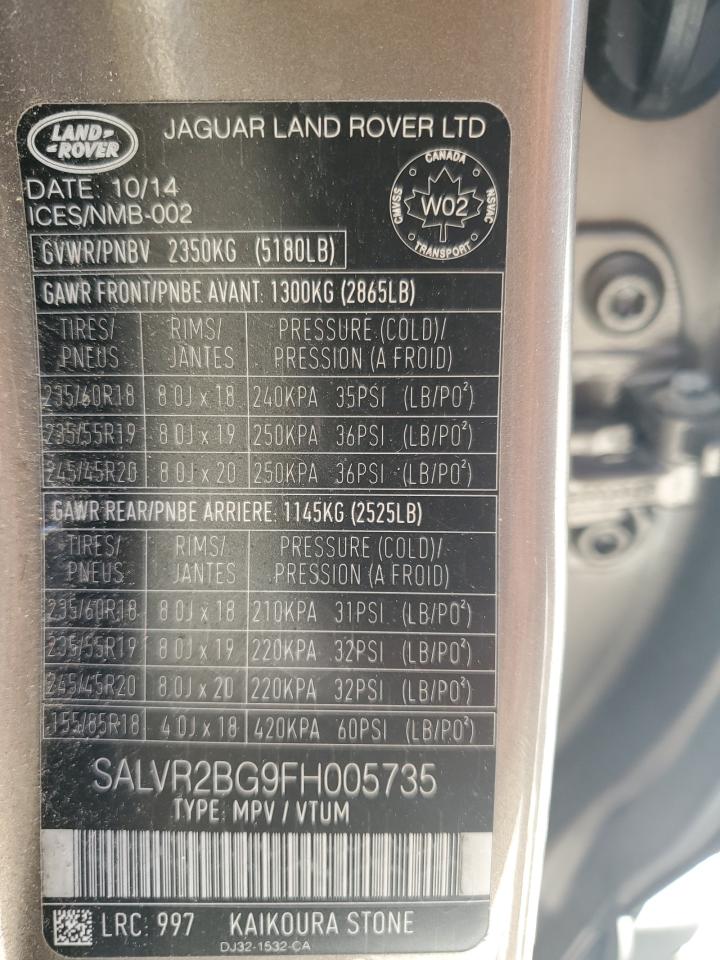 LAND-
ROVER
JAGUAR LAND ROVER LTD
DATE: 10/14
ICES/NMB-002
CANADA
CMVSS
W02
NSVAC
TRANSPORT
GVWR/PNBV 2350KG (5180LB)
GAWR FRONT/PNBE AVANT: 1300KG (2865LB)
TIRES/ RIMS/ PRESSURE (COLD)/
PNEUS JANTES PRESSION (A FROID)
235/60R18 8.0J x 18 240KPA 35PSI (LB/PO²)
235/55R19 8.0J x 19 250KPA 36PSI (LB/PO²)
245/45R20 8.0J x 20 250KPA 36PSI (LB/PO²)
GAWR REAR/PNBE ARRIERE: 1145KG (2525LB)
TIRES/ RIMS/ PRESSURE (COLD)/
PNEUS JANTES PRESSION (A FROID)
235/60R18 8.0J x 18 210KPA 31PSI (LB/PO²)
235/55R19 8.0J x 19 220KPA 32PSI (LB/PO²)
245/45R20 8.0J x 20 220KPA 32PSI (LB/PO²)
155/85R18 4.0J x 18 420KPA 60PSI (LB/PO²)
SALVR2BG9FH005735
TYPE: MPV / VTUM
LRC: 997 KAIKOURA STONE
DJ32-1532-CA